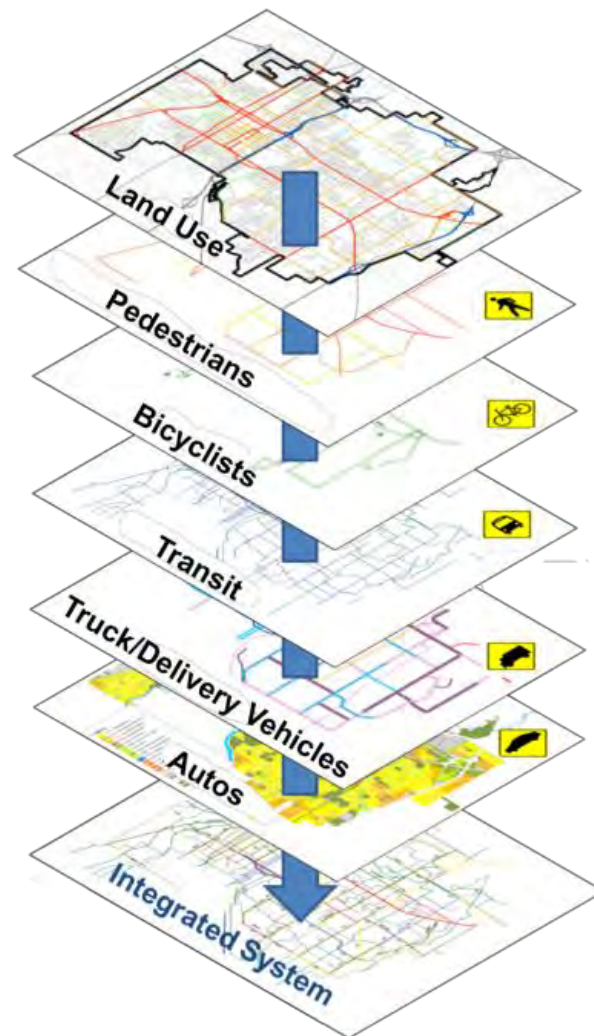 Land Use
Pedestrians
Bicyclists
Transit
Truck/Delivery Vehicles
Autos
Integrated System